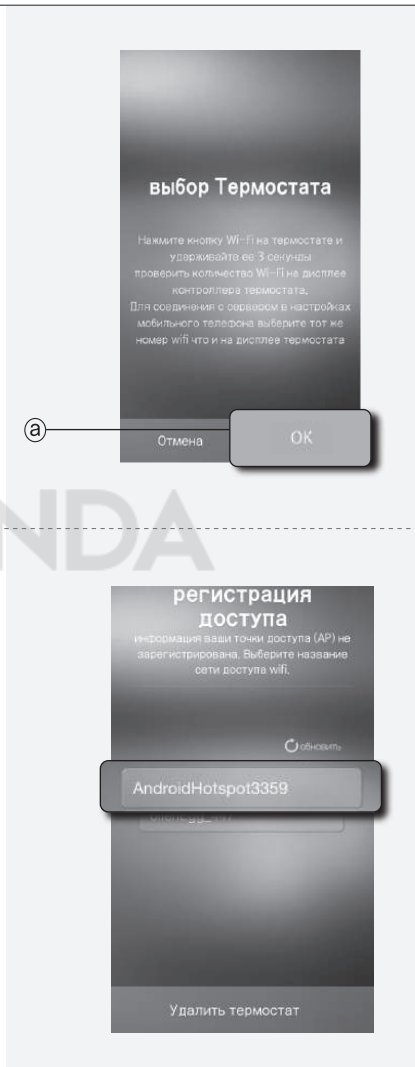 выбор Термостата
Нажмите кнопку Wi-Fi на термостате и
удерживайте ее 3 секунды
проверить количество Wi-Fi на дисплее
контроллера термостата.
Для соединения с сервером в настройках
мобильного телефона выберите тот же
номер wifi что и на дисплее термостата
ⓐ
Отмена
OK
NDA
регистрация
доступа
информация ваши точки доступа (AP) не
зарегистрирована. Выберите название
сети доступа wifi.
обновить
AndroidHotspot3359
Удалить термостат